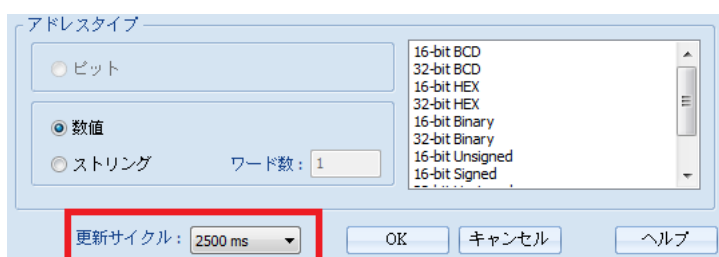 アドレスタイプ
ビット
数値
ストリング ワード数： 1
16-bit BCD
32-bit BCD
16-bit HEX
32-bit HEX
16-bit Binary
32-bit Binary
16-bit Unsigned
16-bit Signed
更新サイクル： 2500 ms
OK キャンセル ヘルプ